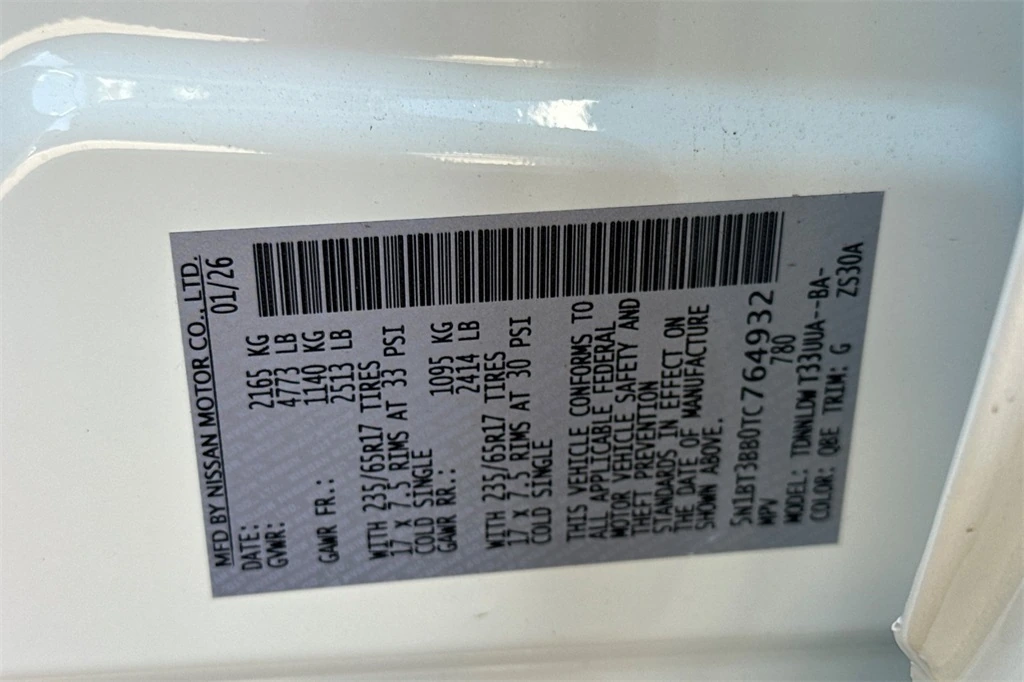 MFD BY NISSAN MOTOR CO., LTD.
DATE: 01/26
GVWR: 2165 KG
4773 LB
GAWR FR.: 1140 KG
2513 LB
WITH 235/65R17 TIRES
17 X 7.5 RIMS AT 33 PSI
COLD SINGLE
GAWR RR.: 1095 KG
2414 LB
WITH 235/65R17 TIRES
17 X 7.5 RIMS AT 30 PSI
COLD SINGLE
THIS VEHICLE CONFORMS TO
ALL APPLICABLE FEDERAL
MOTOR VEHICLE SAFETY AND
THEFT PREVENTION
STANDARDS IN EFFECT ON
THE DATE OF MANUFACTURE
SHOWN ABOVE.
5N1BT3BB0TC764932
MPV 780
MODEL: TDNNLDW T33UUA--BA-
COLOR: QBE TRIM: G ZS30A